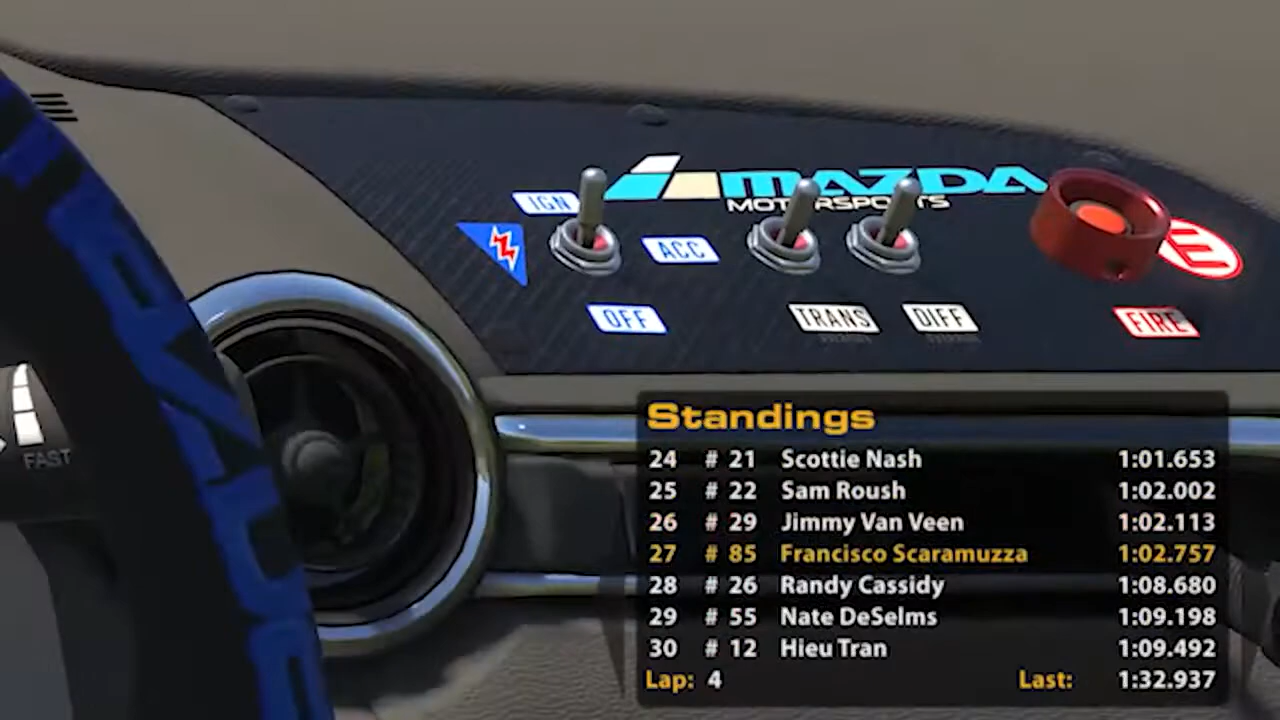 IGN
MAZDA
MOTORSPORTS
ACC
OFF
TRANS
DIFF
E
FIRE
FAST
Standings
24 # 21 Scottie Nash 1:01.653
25 # 22 Sam Roush 1:02.002
26 # 29 Jimmy Van Veen 1:02.113
27 # 85 Francisco Scaramuzza 1:02.757
28 # 26 Randy Cassidy 1:08.680
29 # 55 Nate DeSelms 1:09.198
30 # 12 Hieu Tran 1:09.492
Lap: 4 Last: 1:32.937